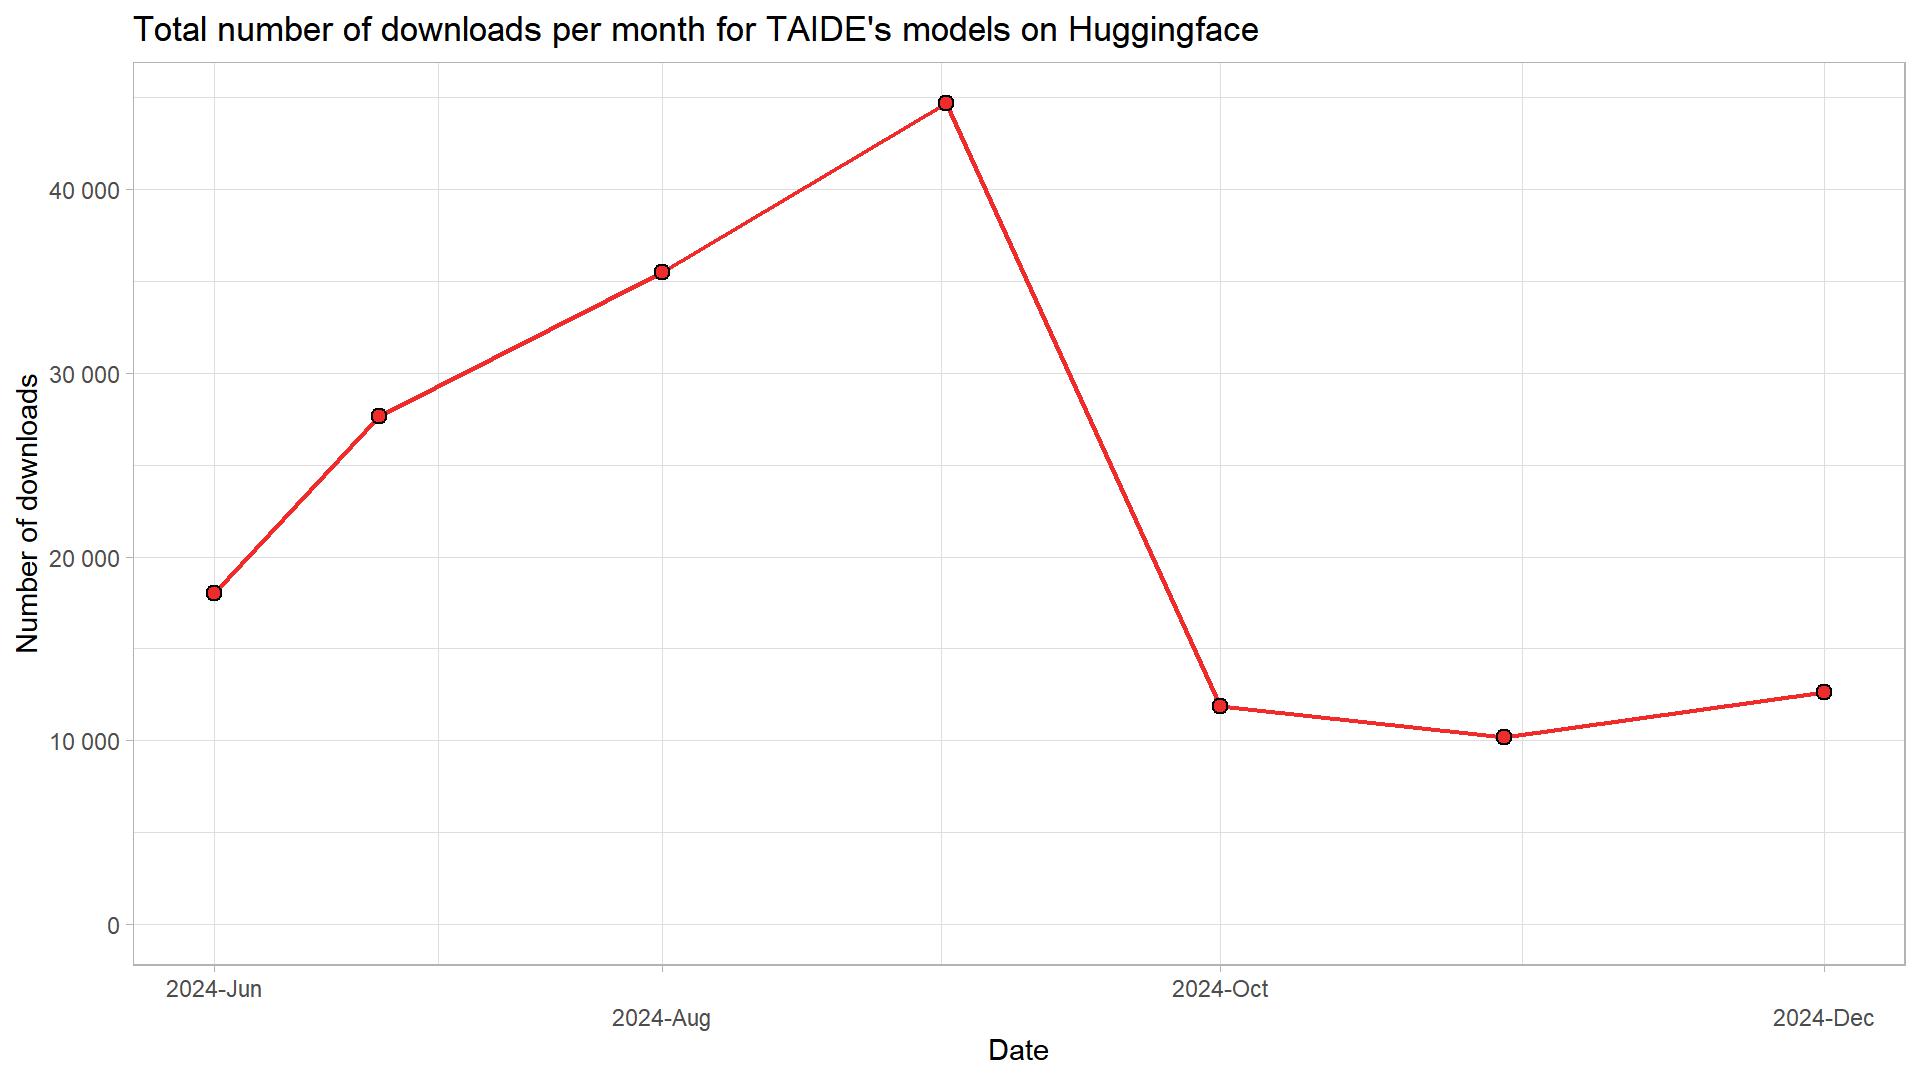 Total number of downloads per month for TAIDE's models on Huggingface
Number of downloads
40 000
30 000
20 000
10 000
0
2024-Jun
2024-Aug
2024-Oct
2024-Dec
Date